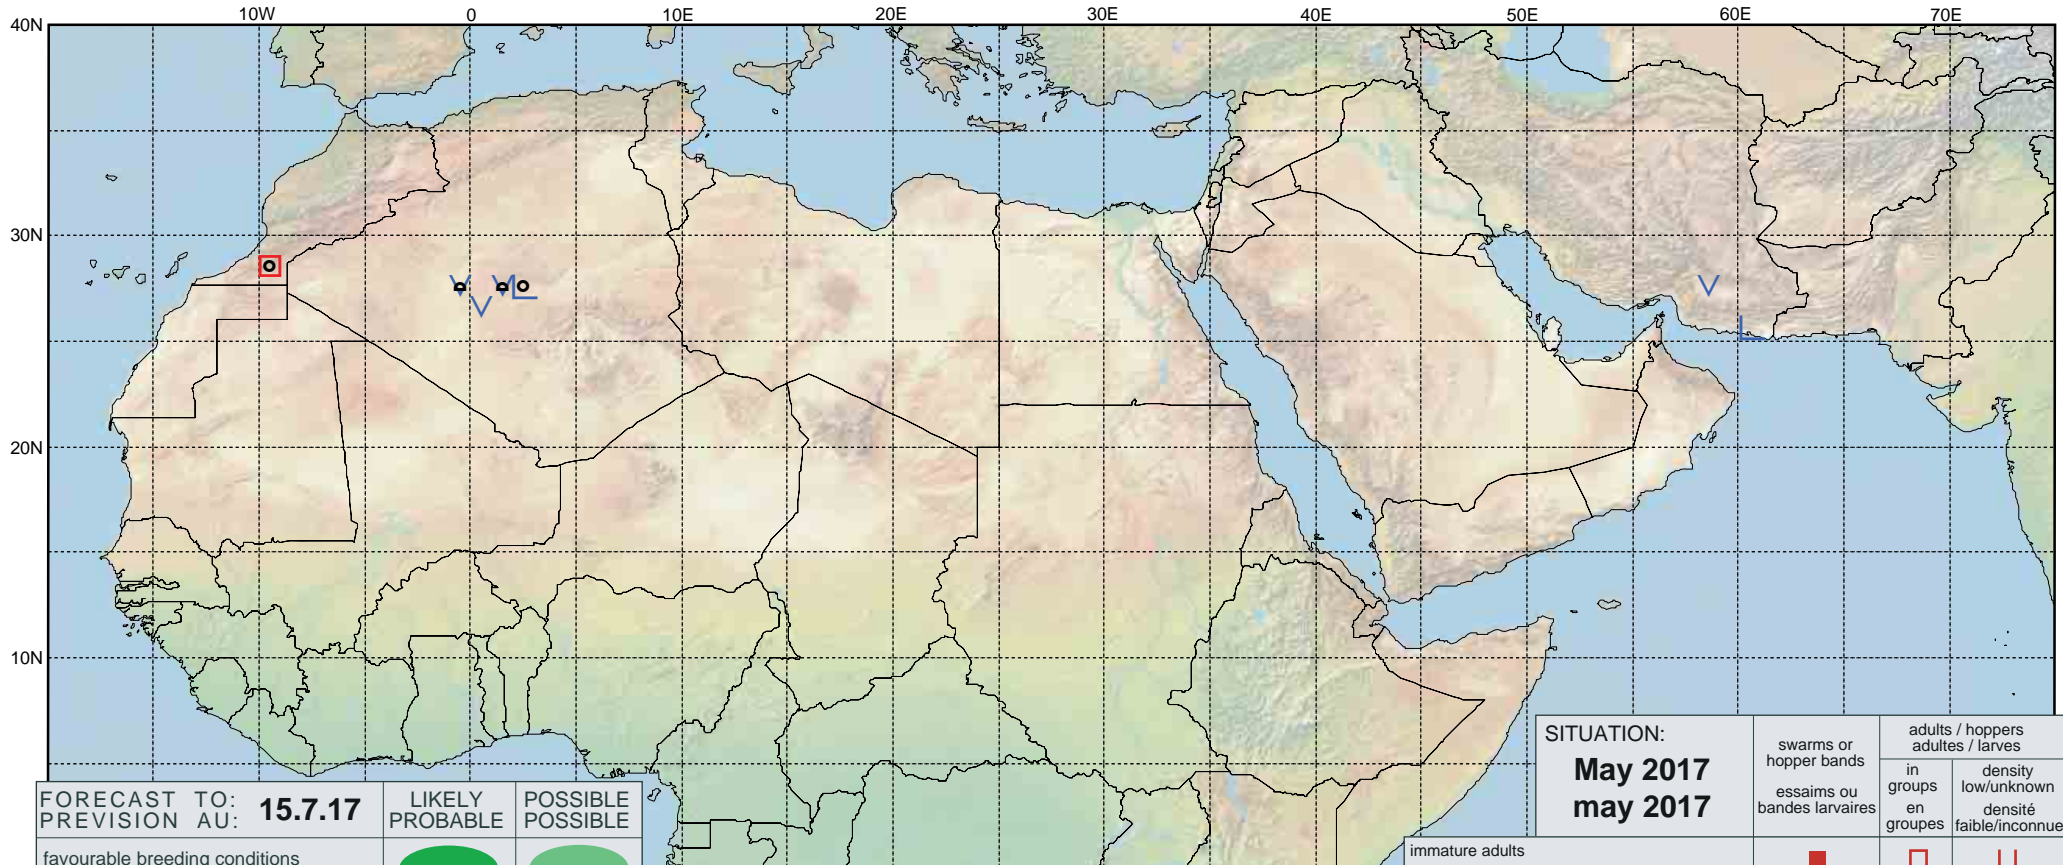 10W 0 10E 20E 30E 40E 50E 60E 70E
40N
30N
20N
10N
FORECAST TO:
PREVISION AU:
15.7.17
LIKELY
PROBABLE
POSSIBLE
POSSIBLE
favourable breeding conditions
SITUATION:
May 2017
may 2017
swarms or
hopper bands
essaims ou
bandes larvaires
adults / hoppers
adultes / larves
in
groups
en
groupes
density
low/unknown
densité
faible/inconnue
immature adults